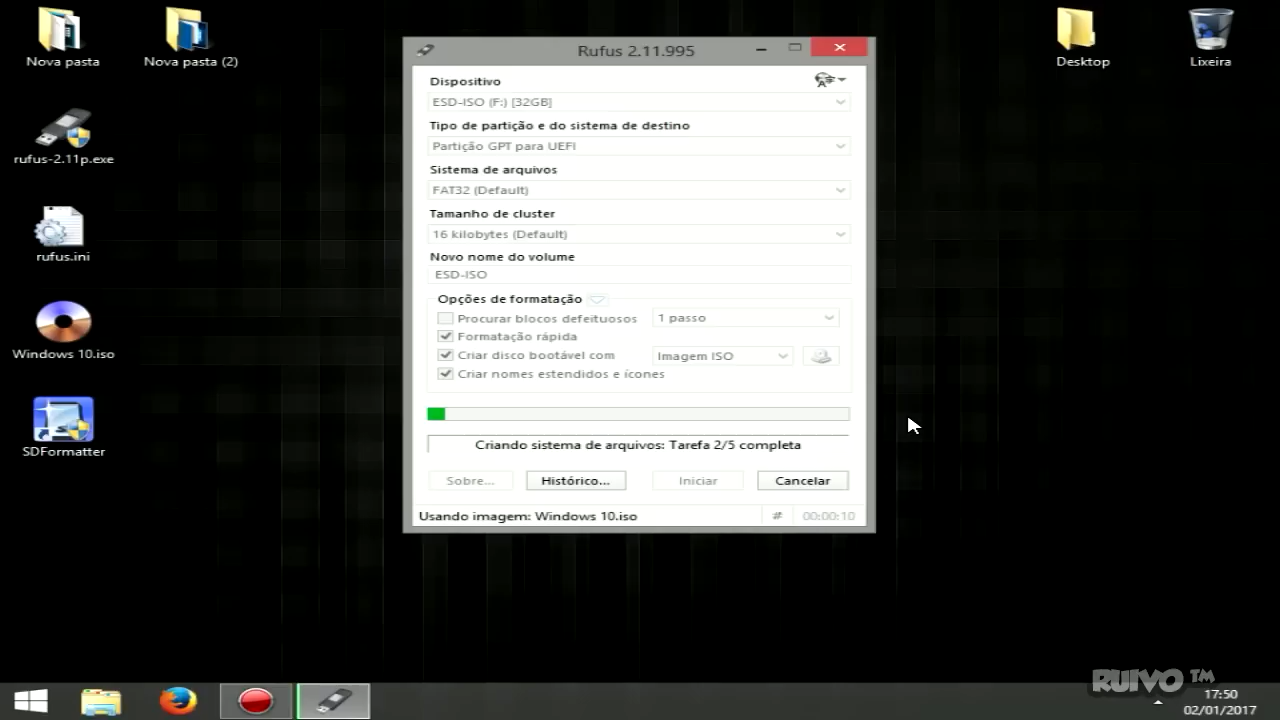 Nova pasta
Nova pasta (2)
Desktop
Lixeira
rufus-2.11p.exe
rufus.ini
Windows 10.iso
SDFormatter
Rufus 2.11.995
Dispositivo
ESD-ISO (F:) [32GB]
Tipo de partição e do sistema de destino
Partição GPT para UEFI
Sistema de arquivos
FAT32 (Default)
Tamanho de cluster
16 kilobytes (Default)
Novo nome do volume
ESD-ISO
Opções de formatação
Procurar blocos defeituosos
1 passo
Formatação rápida
Criar disco bootável com
Imagem ISO
Criar nomes estendidos e ícones
Criando sistema de arquivos: Tarefa 2/5 completa
Sobre...
Histórico...
Iniciar
Cancelar
Usando imagem: Windows 10.iso
#
00:00:10
RUIVO ™
17:50
02/01/2017